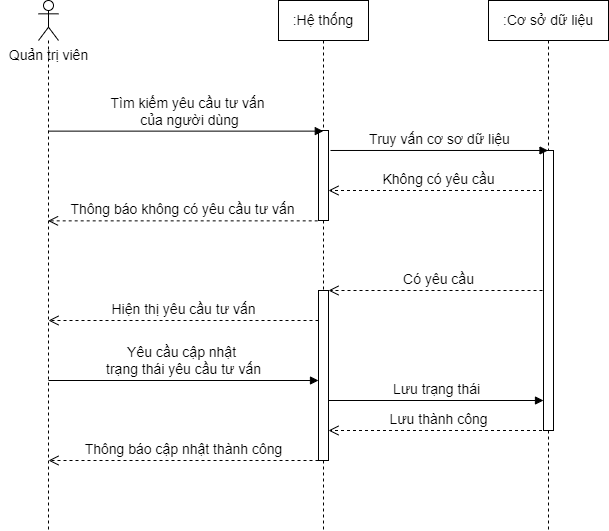 :Hệ thống
:Cơ sở dữ liệu
Quản trị viên
Tìm kiếm yêu cầu tư vấn
của người dùng
Truy vấn cơ sơ dữ liệu
Không có yêu cầu
Thông báo không có yêu cầu tư vấn
Có yêu cầu
Hiện thị yêu cầu tư vấn
Yêu cầu cập nhật
trạng thái yêu cầu tư vấn
Lưu trạng thái
Lưu thành công
Thông báo cập nhật thành công